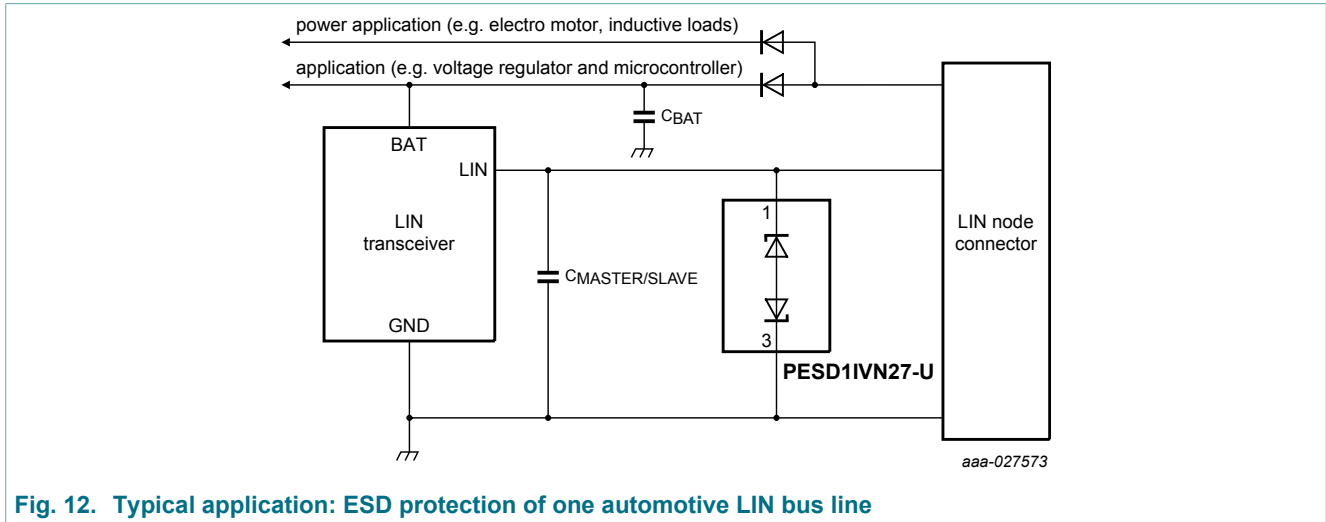 power application (e.g. electro motor, inductive loads)
application (e.g. voltage regulator and microcontroller)
CBAT
BAT
LIN
LIN
transceiver
GND
CMASTER/SLAVE
1
3
PESD1IVN27-U
LIN node
connector
aaa-027573
Fig. 12. Typical application: ESD protection of one automotive LIN bus line